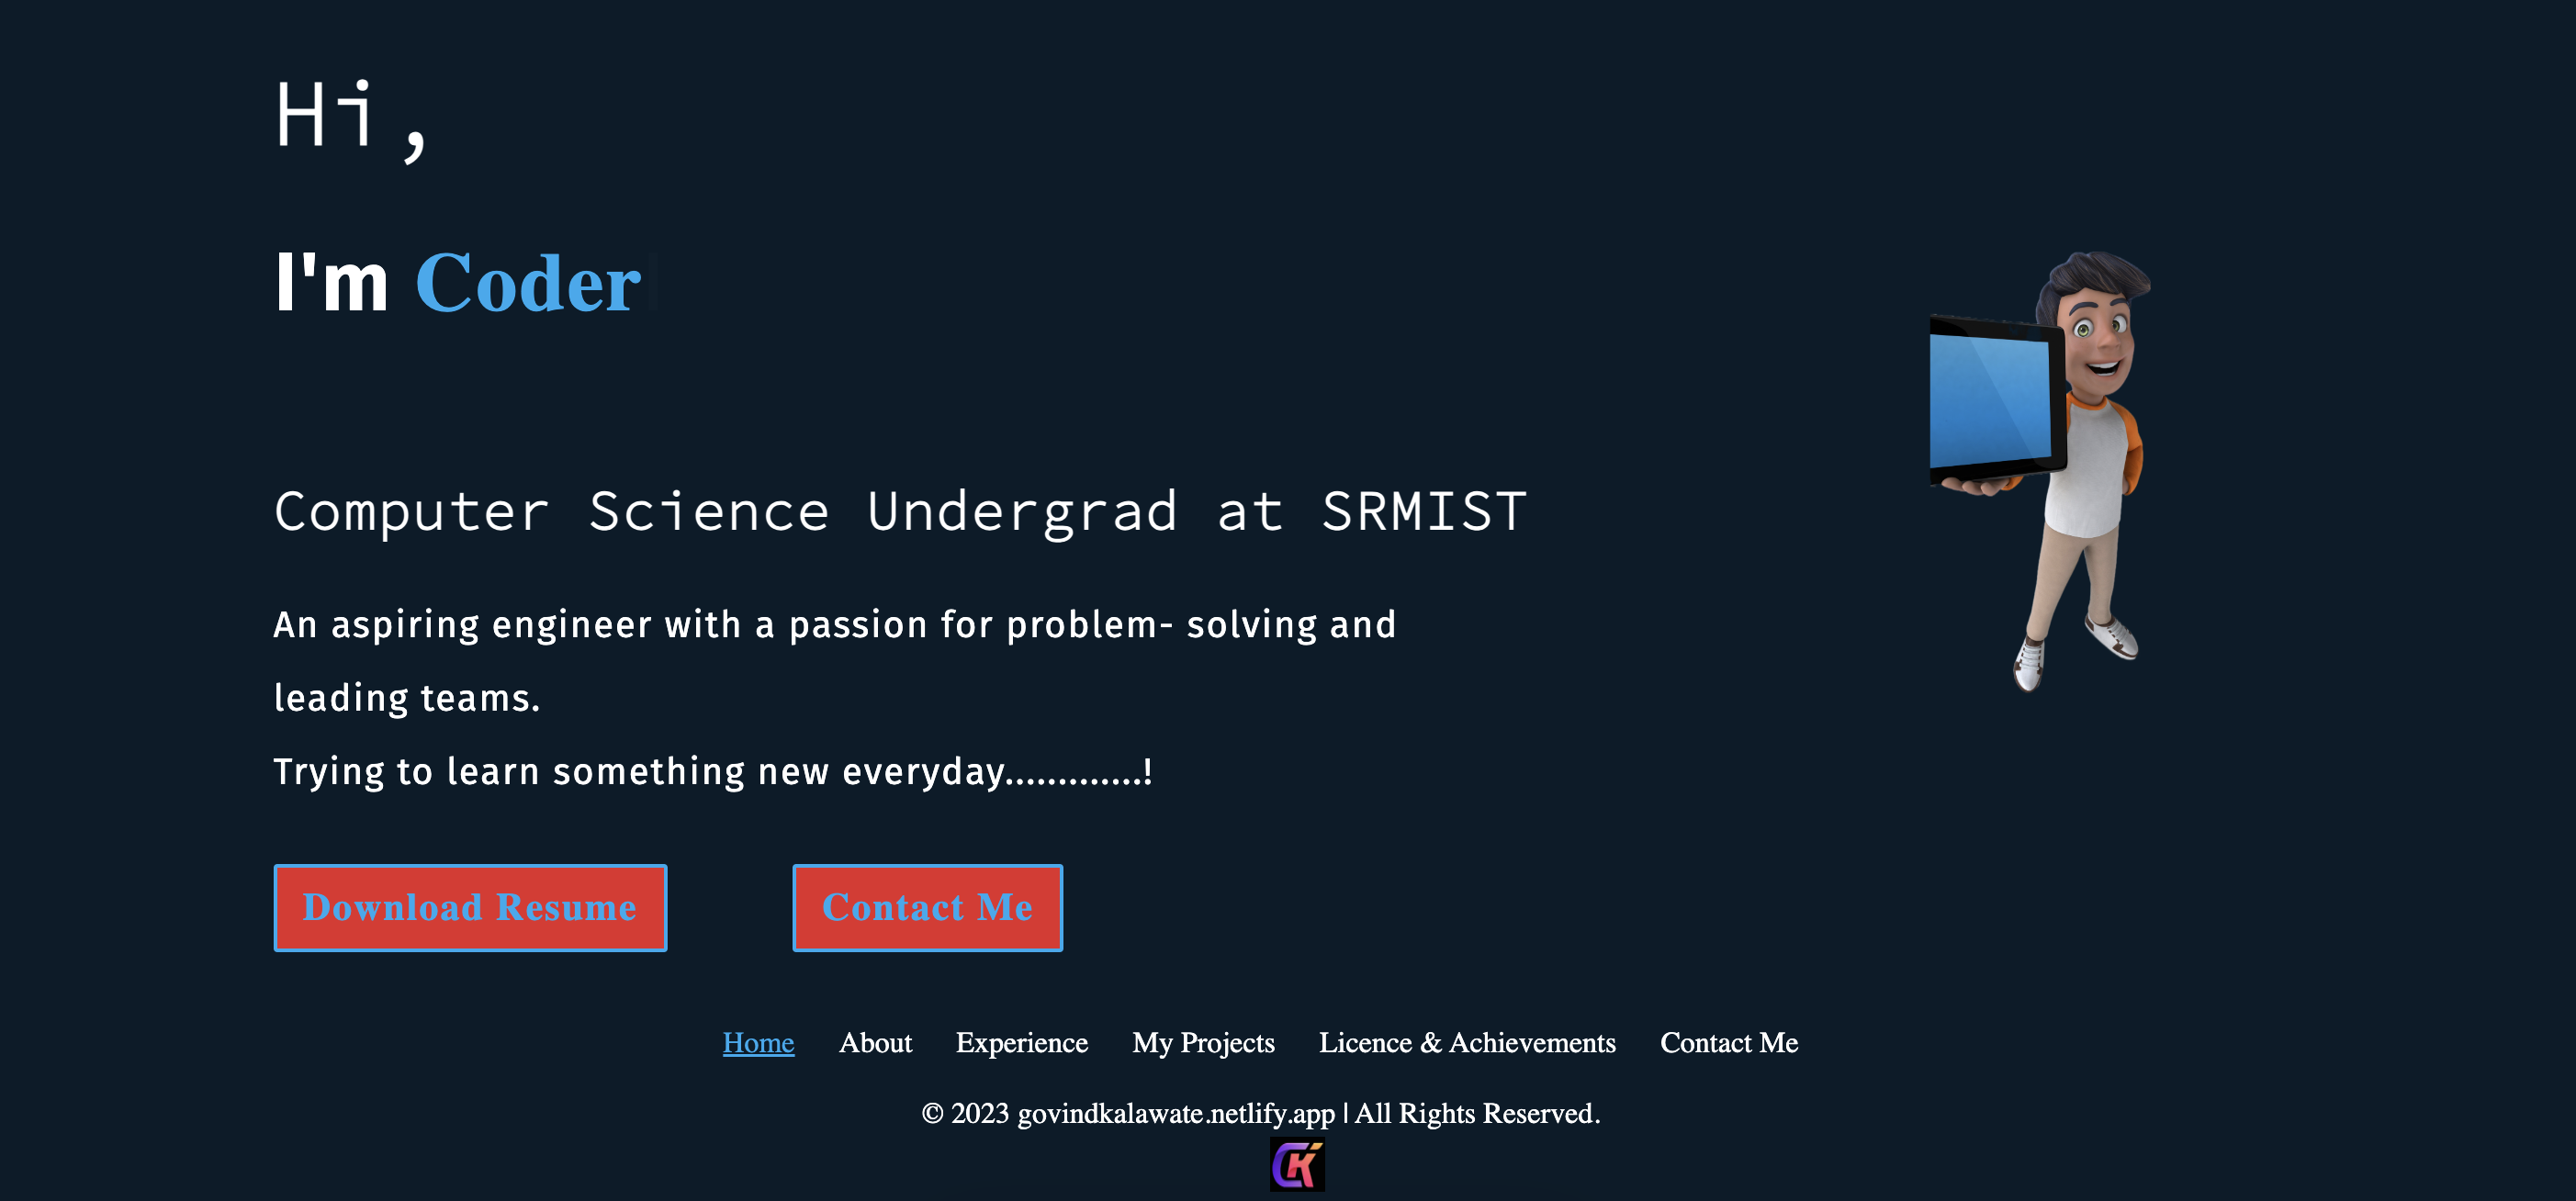 Hi,
I'm Coder
Computer Science Undergrad at SRMIST
An aspiring engineer with a passion for problem- solving and
leading teams.
Trying to learn something new everyday.............!
Download Resume Contact Me
Home About Experience My Projects Licence & Achievements Contact Me
© 2023 govindkalawate.netlify.app | All Rights Reserved.
GK